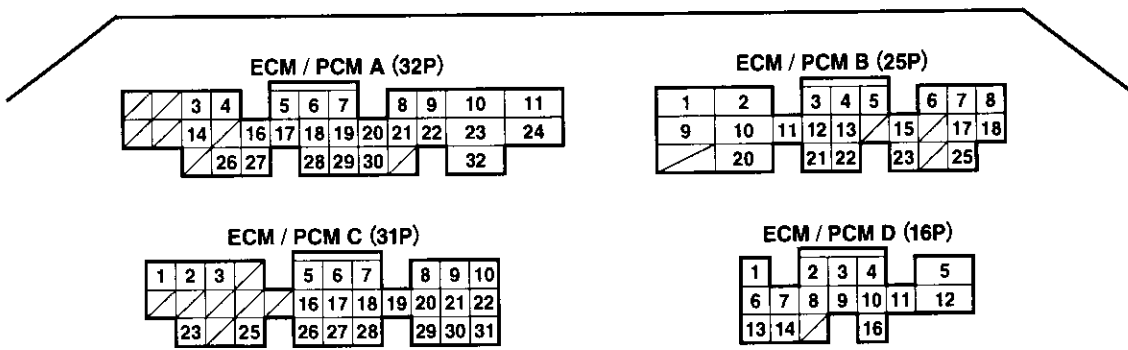 ECM / PCM A (32P)
3 4 5 6 7 8 9 10 11
14 16 17 18 19 20 21 22 23 24
26 27 28 29 30 32
ECM / PCM B (25P)
1 2 3 4 5 6 7 8
9 10 11 12 13 15 17 18
20 21 22 23 25
ECM / PCM C (31P)
1 2 3 5 6 7 8 9 10
16 17 18 19 20 21 22
23 25 26 27 28 29 30 31
ECM / PCM D (16P)
1 2 3 4 5
6 7 8 9 10 11 12
13 14 16